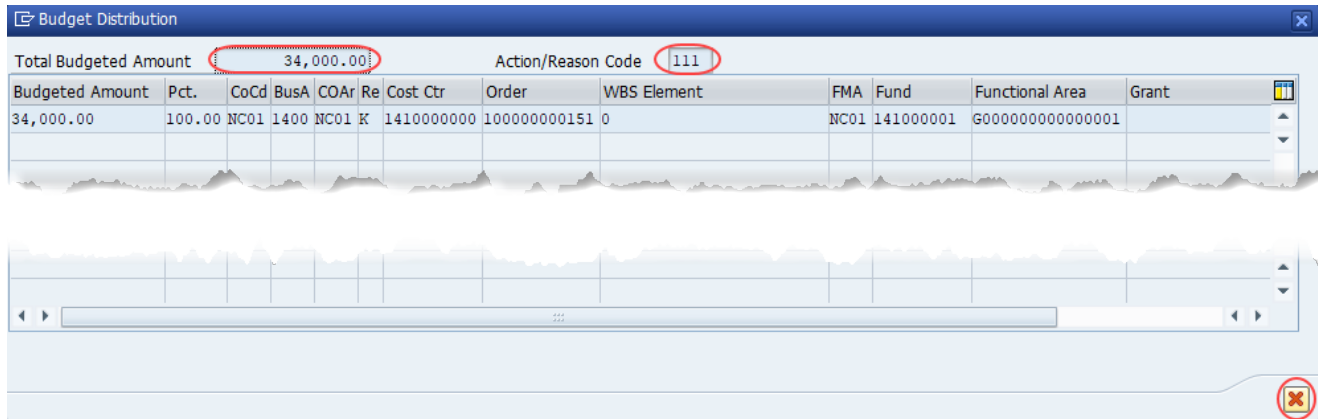 Budget Distribution
Total Budgeted Amount 34,000.00 Action/Reason Code 111
Budgeted Amount Pct. CoCd BusA COAr Re Cost Ctr Order WBS Element FMA Fund Functional Area Grant
34,000.00 100.00 NC01 1400 NC01 K 1410000000 100000000151 0 NC01 141000001 G000000000000001